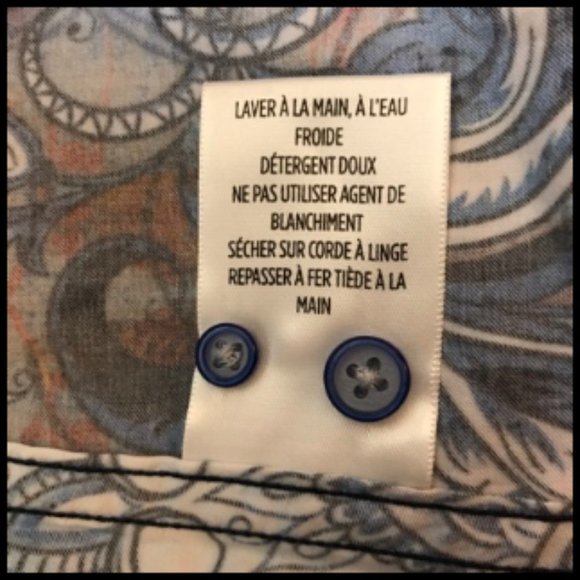 LAVER À LA MAIN, À L'EAU
FROIDE
DÉTERGENT DOUX
NE PAS UTILISER AGENT DE
BLANCHIMENT
SÉCHER SUR CORDE À LINGE
REPASSER À FER TIÈDE À LA
MAIN